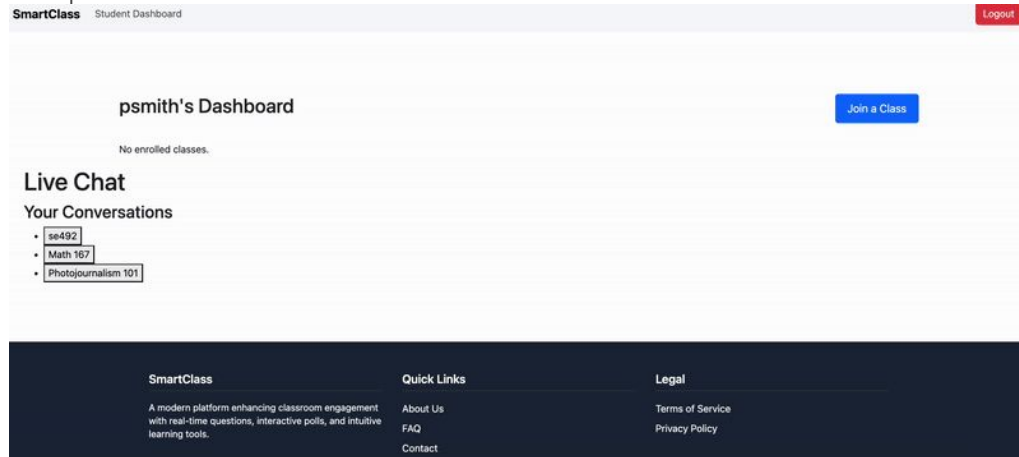 SmartClass Student Dashboard Logout
psmith's Dashboard Join a Class
No enrolled classes.
Live Chat
Your Conversations
• se492
• Math 167
• Photojournalism 101
SmartClass
A modern platform enhancing classroom engagement
with real-time questions, interactive polls, and intuitive
learning tools.
Quick Links
About Us
FAQ
Contact
Legal
Terms of Service
Privacy Policy